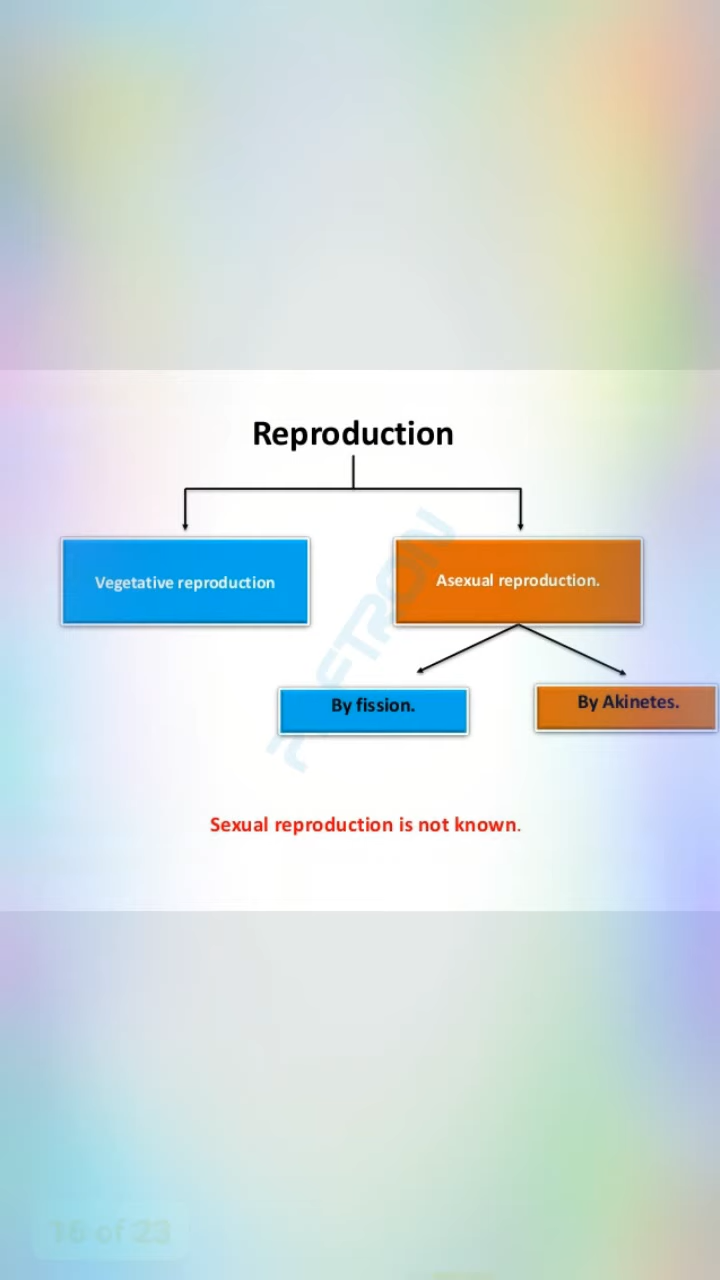 Reproduction
Vegetative reproduction
Asexual reproduction.
By fission.
By Akinetes.
Sexual reproduction is not known.